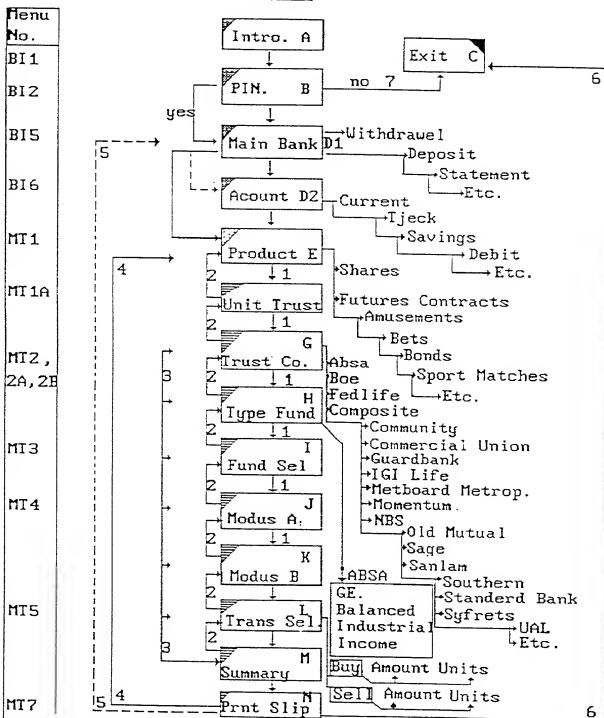 Menu
No.
Intro. A
Exit C
BI1
6
BI2
PIN. B
no 7
yes
BI5
5
Main Bank D1
Withdrawel
Deposit
Statement
Etc.
BI6
Acount D2
Current
Tjeck
Savings
Debit
Etc.
MT1
4
Product E
2
1
Shares
MT1A
Unit Trust
Futures Contracts
Amusements
2
1
Bets
Bonds
Sport Matches
Etc.
MT2,
2A,2B
3
G
Trust Co.
Absa
Boe
Fedlife
Composite
2
1
H
Type Fund
Community
Commercial Union
Guardbank
IGI Life
Metboard Metrop.
Momentum.
NBS
2
1
MT3
I
Fund Sel
2
1
MT4
J
Modus A.
Old Mutual
Sage
Sanlam
2
1
K
Modus B
ABSA
Southern
Standerd Bank
Syfrets
UAL
Etc.
GE.
Balanced
Industrial
Income
2
MT5
L
Trans Sel
2
3
M
Summary
Buy Amount Units
4
5
MT7
N
Prnt Slip
Sell Amount Units
6